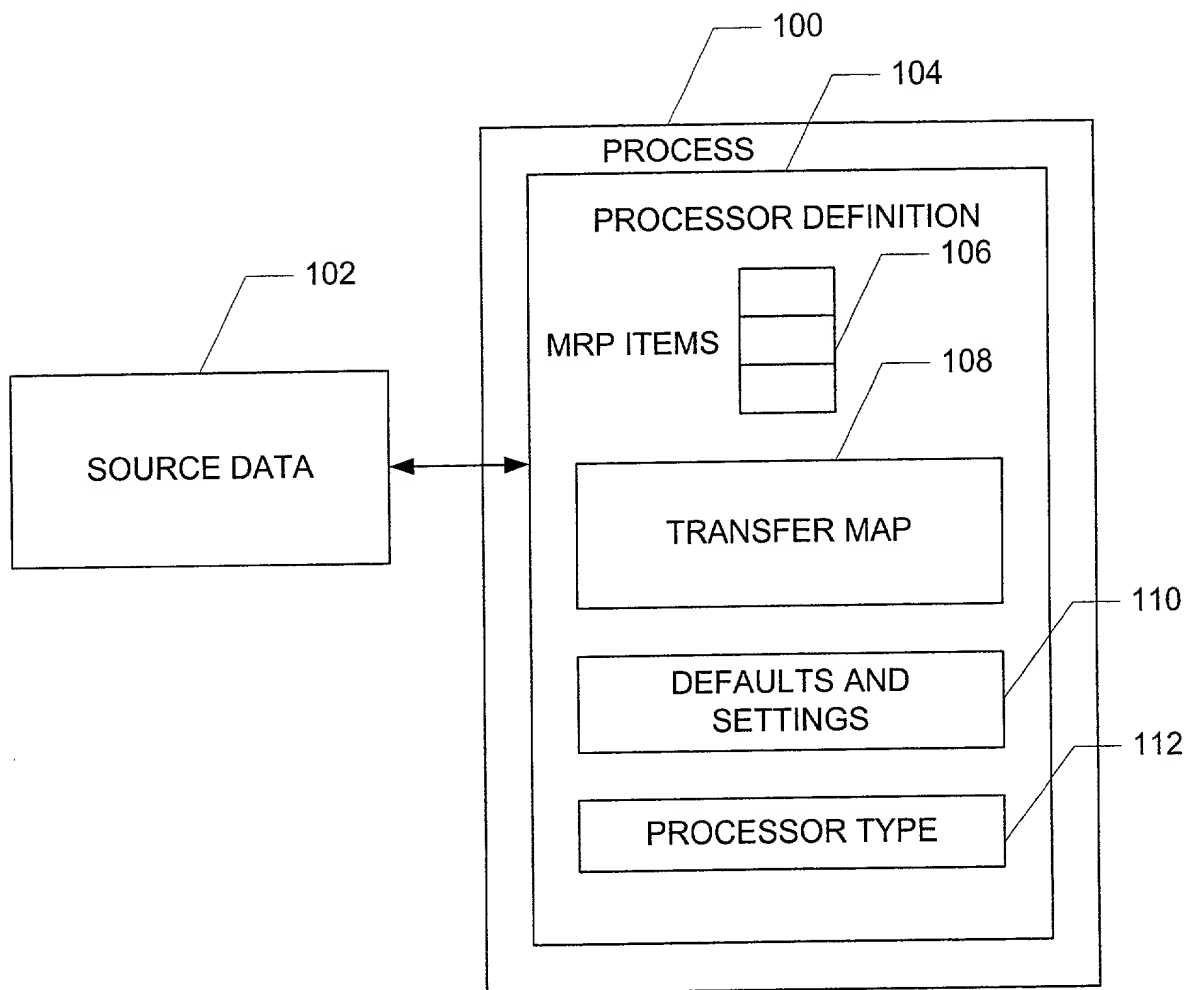 100
104
PROCESS
PROCESSOR DEFINITION
106
102
MRP ITEMS
108
SOURCE DATA
TRANSFER MAP
110
DEFAULTS AND
SETTINGS
112
PROCESSOR TYPE